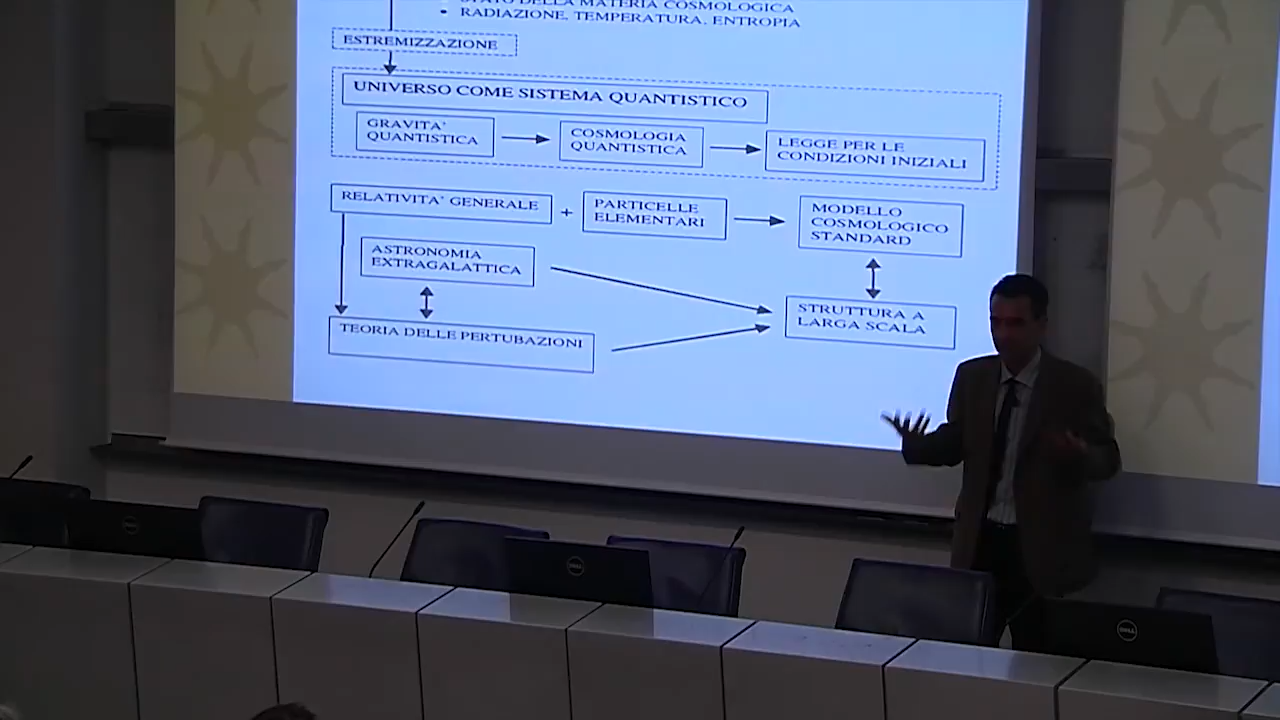 STATO DELLA MATERIA COSMOLOGICA
• RADIAZIONE, TEMPERATURA, ENTROPIA
ESTREMIZZAZIONE
UNIVERSO COME SISTEMA QUANTISTICO
GRAVITA'
QUANTISTICA
COSMOLOGIA
QUANTISTICA
LEGGE PER LE
CONDIZIONI INIZIALI
RELATIVITA' GENERALE
+
PARTICELLE
ELEMENTARI
MODELLO
COSMOLOGICO
STANDARD
ASTRONOMIA
EXTRAGALATTICA
STRUTTURA A
LARGA SCALA
TEORIA DELLE PERTUBAZIONI
DELL
DELL
DELL